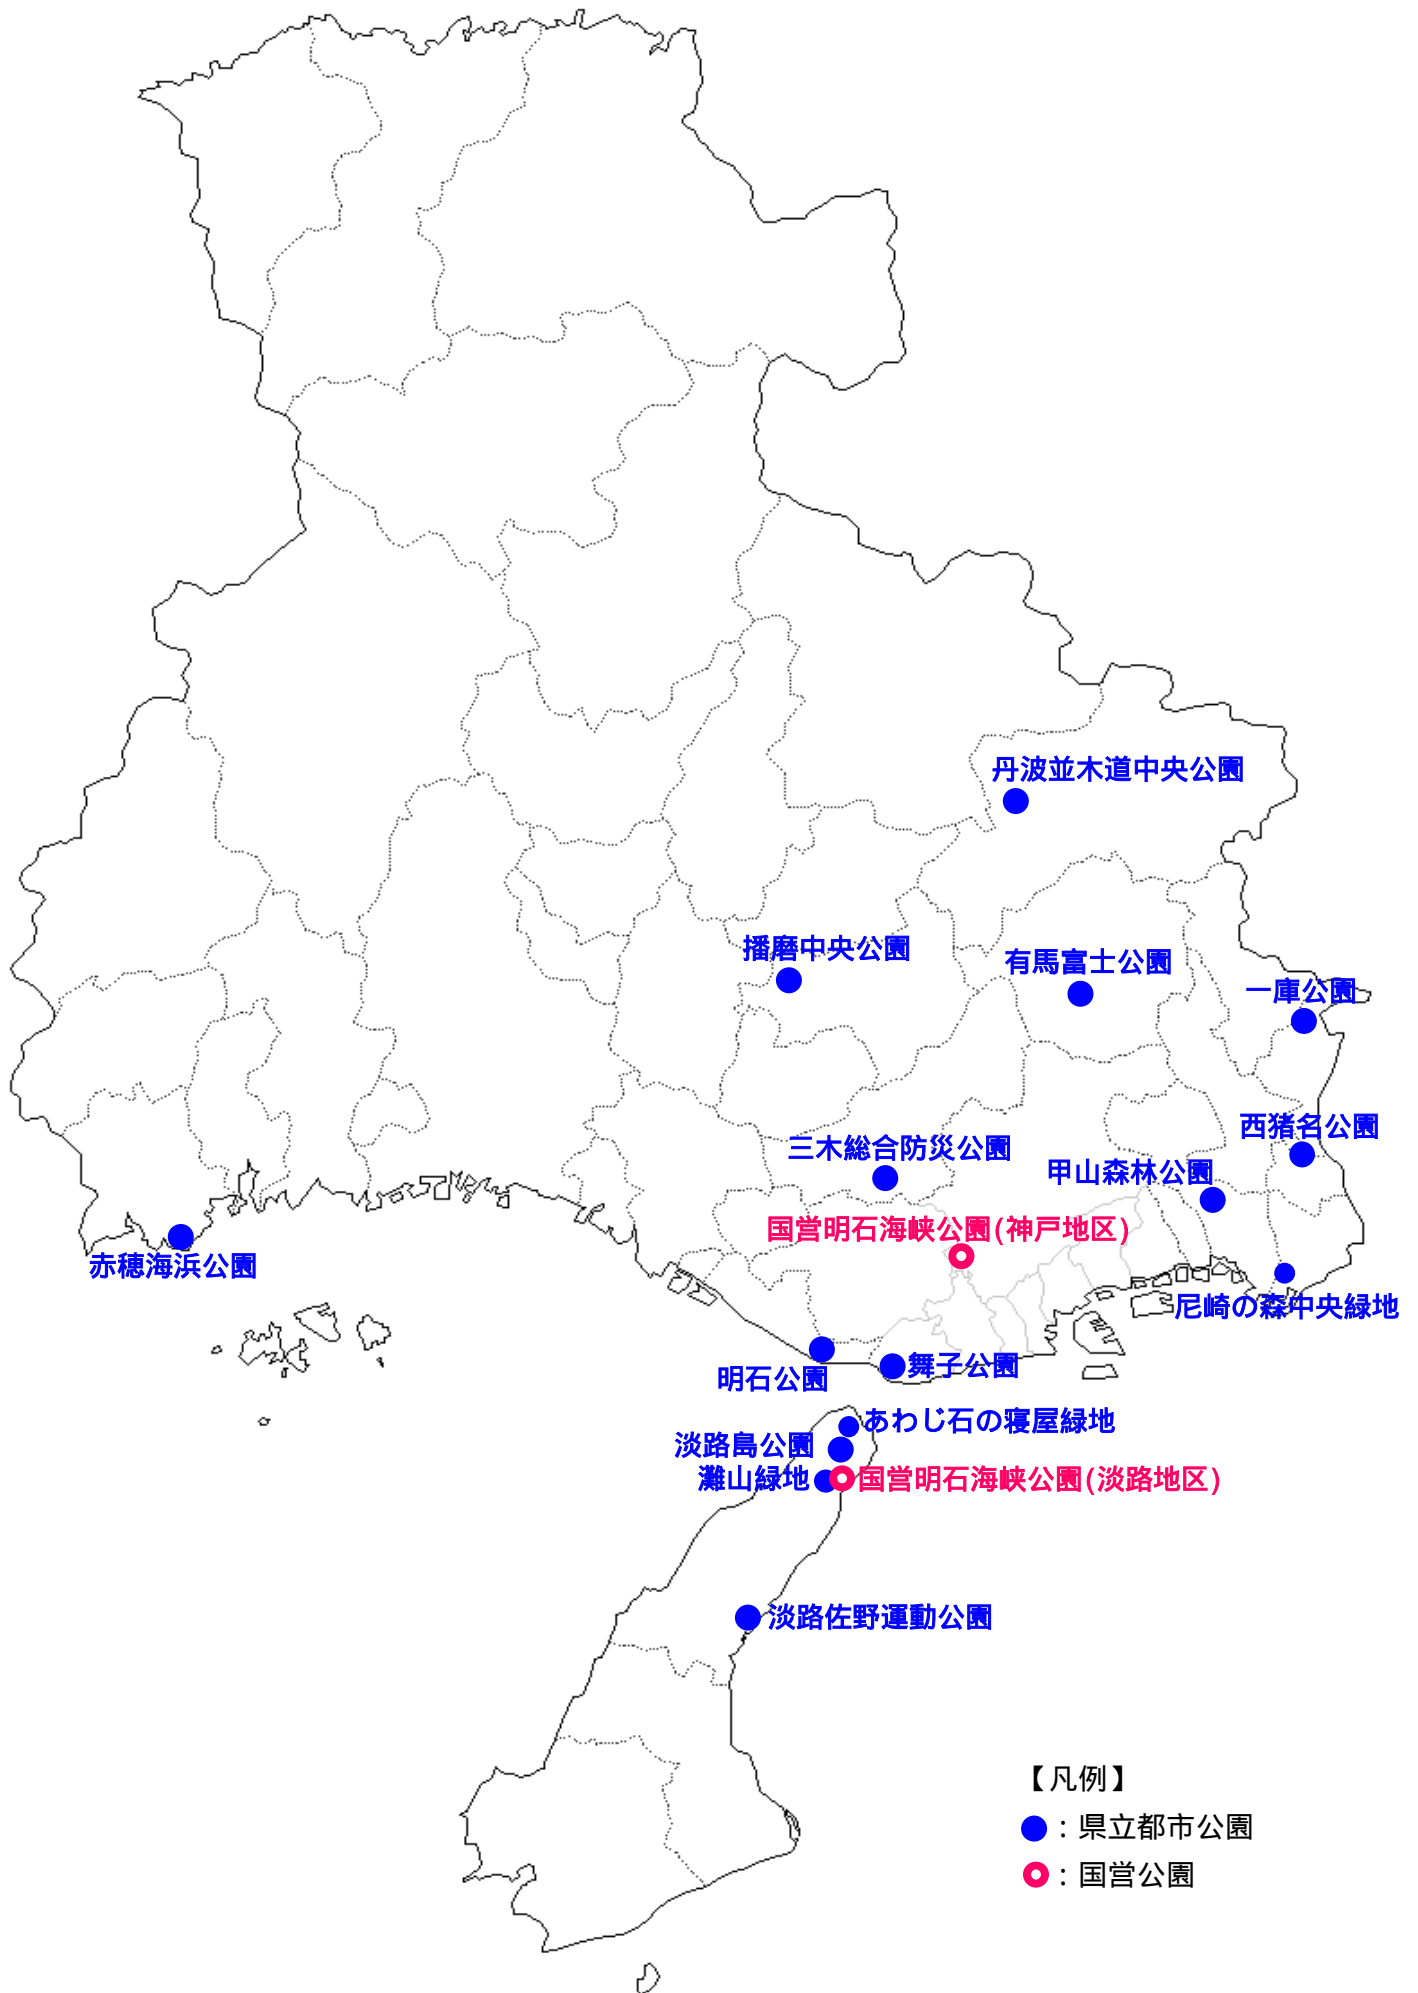 丹波並木道中央公園
播磨中央公園
有馬富士公園
一庫公園
西猪名公園
三木総合防災公園
甲山森林公園
国営明石海峡公園(神戸地区)
赤穂海浜公園
尼崎の森中央緑地
明石公園
舞子公園
あわじ石の寝屋緑地
淡路島公園
灘山緑地
国営明石海峡公園(淡路地区)
淡路佐野運動公園
【凡例】
●：県立都市公園
：国営公園